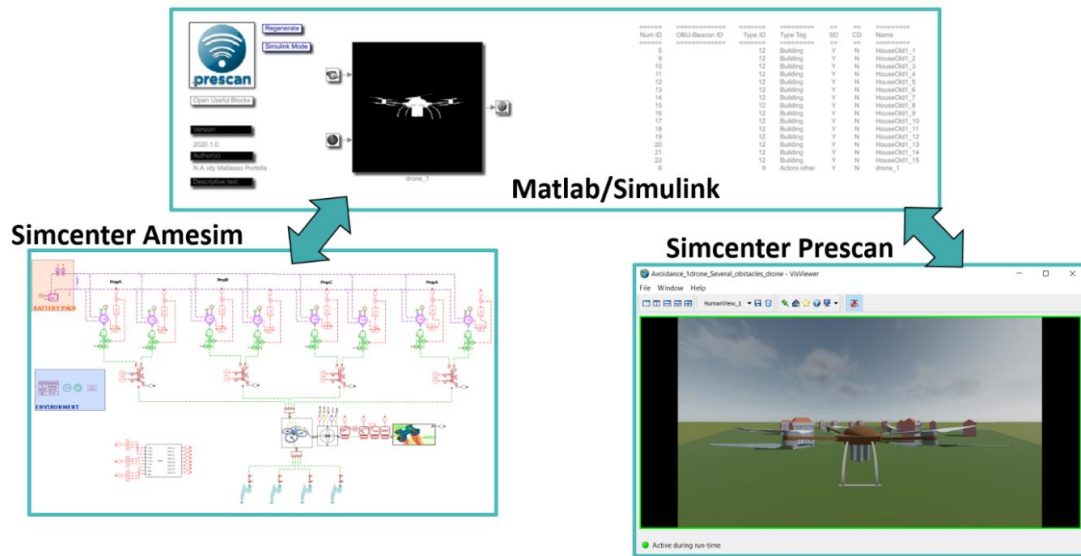 Regenerate
Simulink Mode
prescan
Open Useful Blocks
Version:
2020.1.0
Author(s):
Descriptive text:
drone_1
====== ============= ======= ========= == == =========
Num ID OBU-Beacon ID Type ID Type Tag SD CD Name
====== ============= ======= ========= == == =========
5 12 Building Y N HouseOld1_1
9 12 Building Y N HouseOld1_2
10 12 Building Y N HouseOld1_3
11 12 Building Y N HouseOld1_4
12 12 Building Y N HouseOld1_5
13 12 Building Y N HouseOld1_6
14 12 Building Y N HouseOld1_7
15 12 Building Y N HouseOld1_8
16 12 Building Y N HouseOld1_9
17 12 Building Y N HouseOld1_10
18 12 Building Y N HouseOld1_11
19 12 Building Y N HouseOld1_12
20 12 Building Y N HouseOld1_13
21 12 Building Y N HouseOld1_14
22 12 Building Y N HouseOld1_15
6 9 Actors other Y N drone_1
Matlab/Simulink
Simcenter Amesim
PropA
PropB
PropC
PropA
BATTERY PACK
ENVIRONMENT
Simcenter Prescan
Avoidance_1drone_Several_obstacles_drone - VisViewer
File Window Help
HumanView_1
Active during run-time